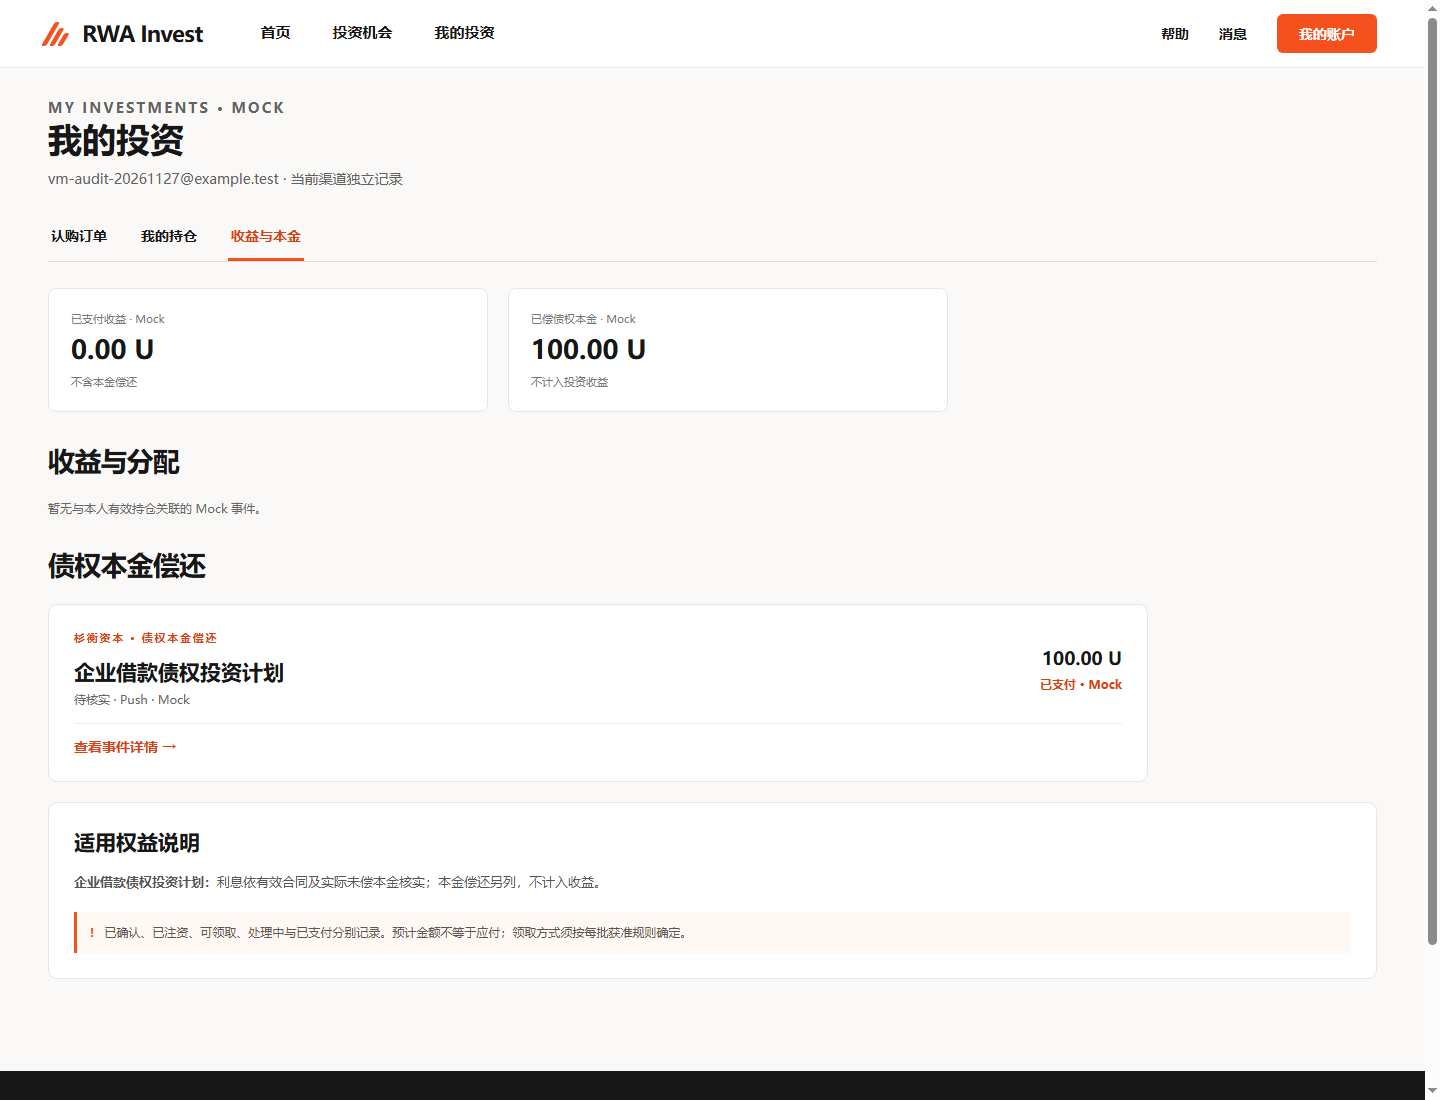 RWA Invest
首页
投资机会
我的投资
帮助
消息
我的账户
MY INVESTMENTS • MOCK
我的投资
vm-audit-20261127@example.test · 当前渠道独立记录
认购订单
我的持仓
收益与本金
已支付收益 · Mock
0.00 U
不含本金偿还
已偿债权本金 · Mock
100.00 U
不计入投资收益
收益与分配
暂无与本人有效持仓关联的 Mock 事件。
债权本金偿还
杉衡资本 • 债权本金偿还
企业借款债权投资计划
待核实 · Push · Mock
100.00 U
已支付 • Mock
查看事件详情 →
适用权益说明
企业借款债权投资计划：利息依有效合同及实际未偿本金核实；本金偿还另列，不计入收益。
! 已确认、已注资、可领取、处理中与已支付分别记录。预计金额不等于应付；领取方式须按每批获准规则确定。